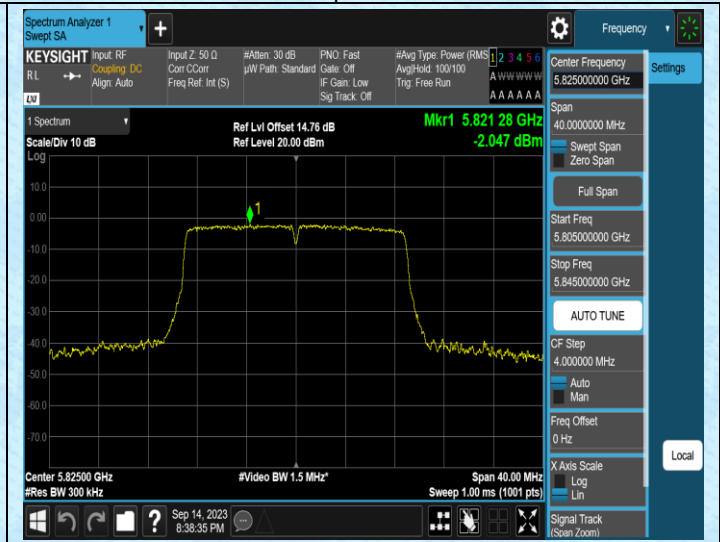 Spectrum Analyzer 1
Swept SA
Frequency
KEYSIGHT
R L
LXI
Input: RF
Coupling: DC
Align: Auto
Input Z: 50 Ω
Corr CCorr
Freq Ref: Int (S)
#Atten: 30 dB
µW Path: Standard
PNO: Fast
Gate: Off
IF Gain: Low
Sig Track: Off
#Avg Type: Power (RMS
Avg|Hold: 100/100
Trig: Free Run
1 2 3 4 5 6
A W W W W W
A A A A A A
1 Spectrum
Scale/Div 10 dB
Ref Lvl Offset 14.76 dB
Ref Level 20.00 dBm
Mkr1 5.821 28 GHz
-2.047 dBm
Log
10.0
0.00
-10.0
-20.0
-30.0
-40.0
-50.0
-60.0
-70.0
1
Center 5.82500 GHz
#Res BW 300 kHz
#Video BW 1.5 MHz*
Span 40.00 MHz
Sweep 1.00 ms (1001 pts)
?
Sep 14, 2023
8:38:35 PM
Center Frequency
5.825000000 GHz
Span
40.0000000 MHz
Swept Span
Zero Span
Full Span
Start Freq
5.805000000 GHz
Stop Freq
5.845000000 GHz
AUTO TUNE
CF Step
4.000000 MHz
Auto
Man
Freq Offset
0 Hz
X Axis Scale
Log
Lin
Signal Track
(Span Zoom)
Settings
Local